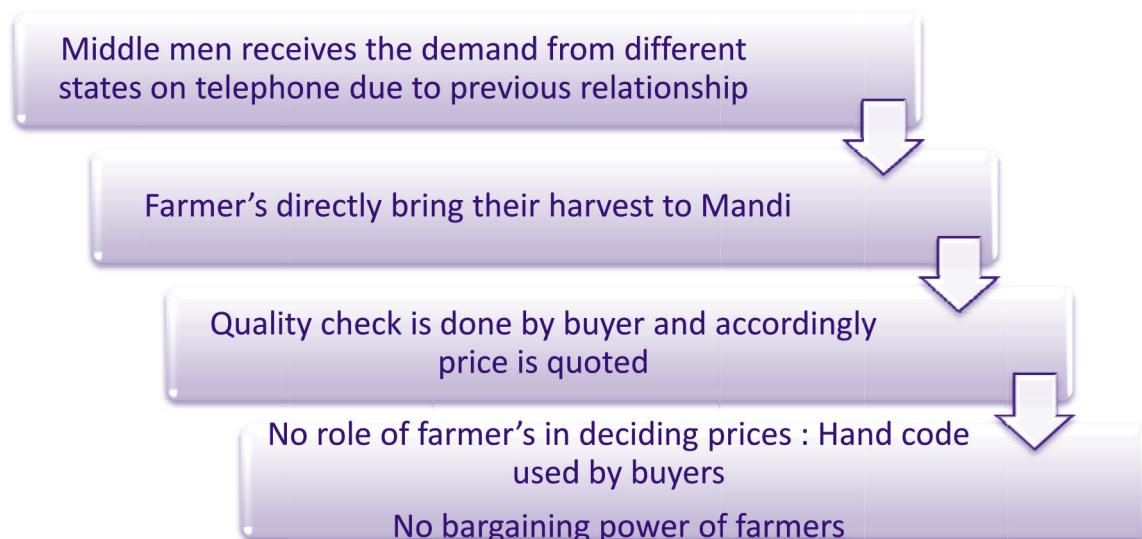 Middle men receives the demand from different
states on telephone due to previous relationship
Farmer's directly bring their harvest to Mandi
Quality check is done by buyer and accordingly
price is quoted
No role of farmer's in deciding prices : Hand code
used by buyers
No bargaining power of farmers